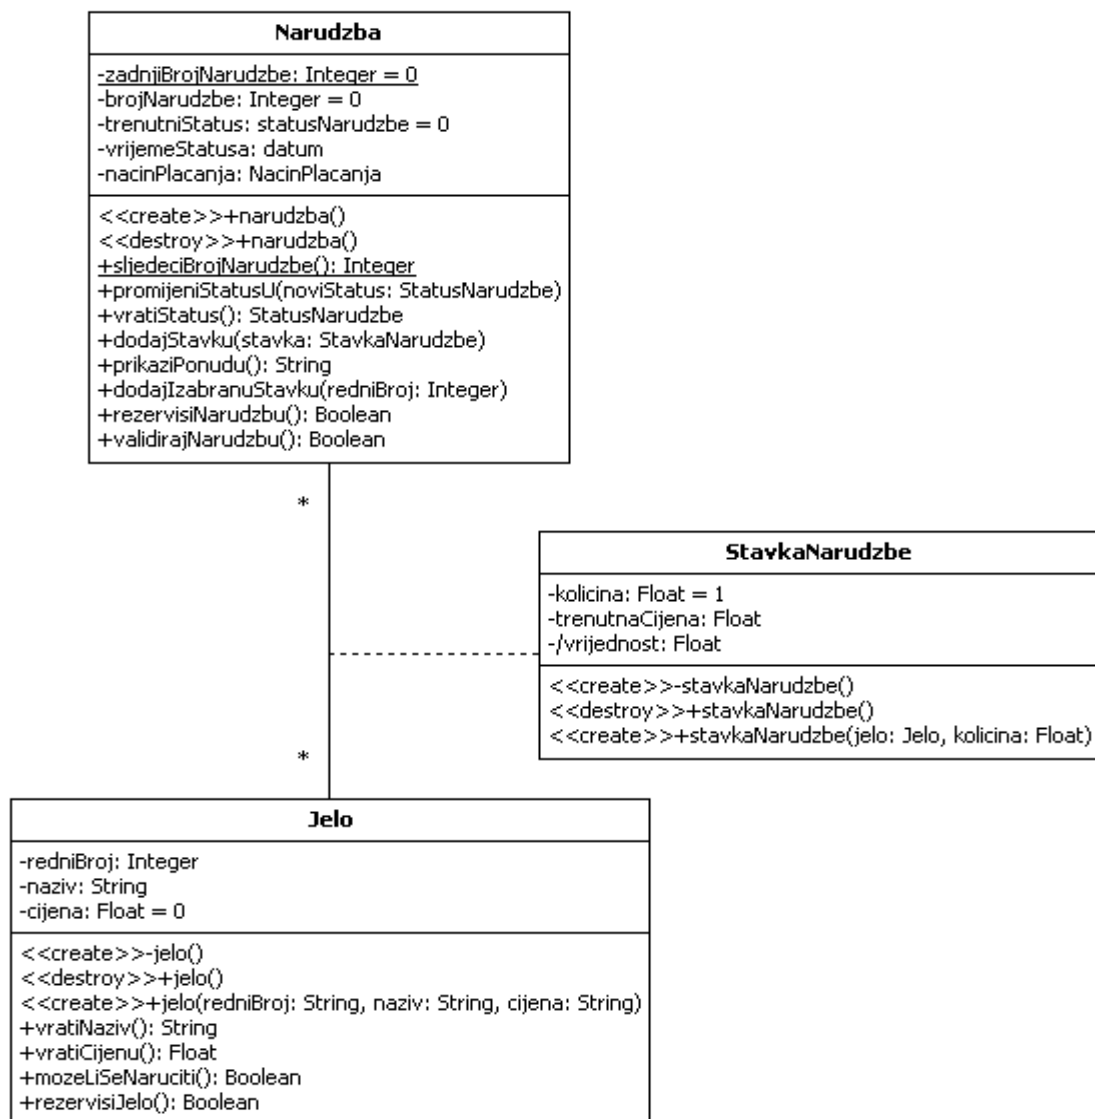 Narudzba
-zadnjiBrojNarudzbe: Integer = 0
-brojNarudzbe: Integer = 0
-trenutniStatus: statusNarudzbe = 0
-vrijemeStatusa: datum
-nacinPlacanja: NacinPlacanja
<<create>>+narudzba()
<<destroy>>+narudzba()
+sljedeciBrojNarudzbe(): Integer
+promijeniStatusU(noviStatus: StatusNarudzbe)
+vratiStatus(): StatusNarudzbe
+dodajStavku(stavka: StavkaNarudzbe)
+prikaziPonudu(): String
+dodajIzabranuStavku(redniBroj: Integer)
+rezervisiNarudzbu(): Boolean
+validirajNarudzbu(): Boolean
*
StavkaNarudzbe
-kolicina: Float = 1
-trenutnaCijena: Float
-/vrijednost: Float
<<create>>-stavkaNarudzbe()
<<destroy>>+stavkaNarudzbe()
<<create>>+stavkaNarudzbe(jelo: Jelo, kolicina: Float)
*
Jelo
-redniBroj: Integer
-naziv: String
-cijena: Float = 0
<<create>>-jelo()
<<destroy>>+jelo()
<<create>>+jelo(redniBroj: String, naziv: String, cijena: String)
+vratiNaziv(): String
+vratiCijenu(): Float
+mozeLiSeNaruciti(): Boolean
+rezervisiJelo(): Boolean